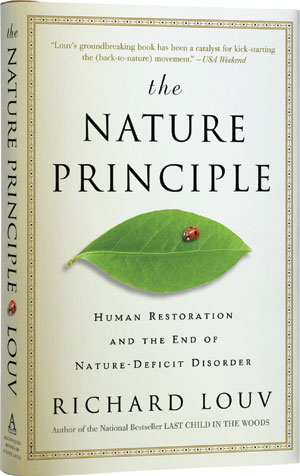 the NATURE PRINCIPLE LOUV
"Louv's groundbreaking book has been a catalyst for kick-starting
the (back-to-nature) movement." –USA Weekend
the
NATURE
PRINCIPLE
HUMAN RESTORATION
AND THE END OF
NATURE-DEFICIT DISORDER
RICHARD LOUV
Author of the National Bestseller LAST CHILD IN THE WOODS